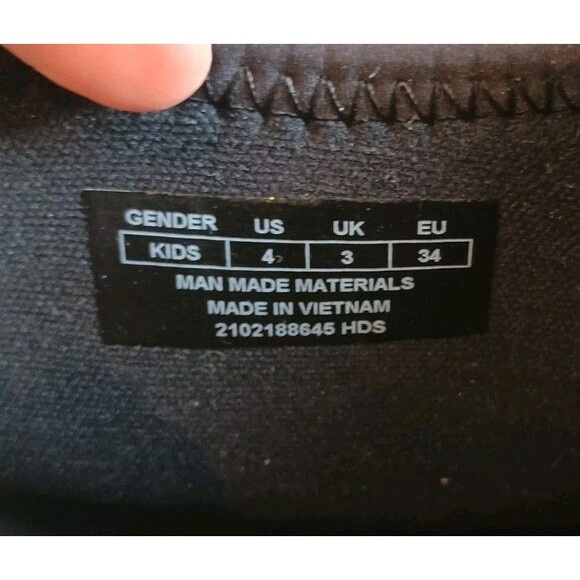 GENDER US UK EU
KIDS 4 3 34
MAN MADE MATERIALS
MADE IN VIETNAM
2102188645 HDS